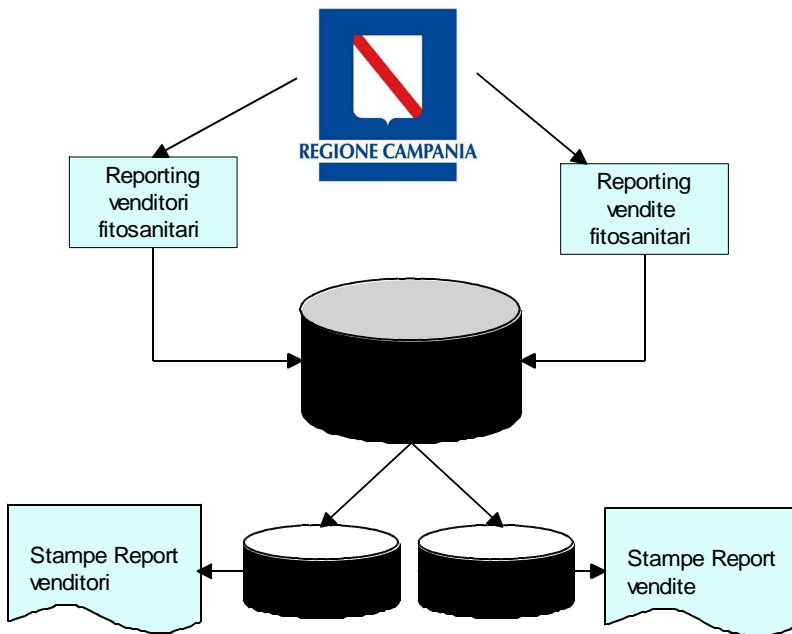 REGIONE CAMPANIA
Reporting
venditori
fitosanitari
Reporting
vendite
fitosanitari
Stampe Report
venditori
Stampe Report
vendite